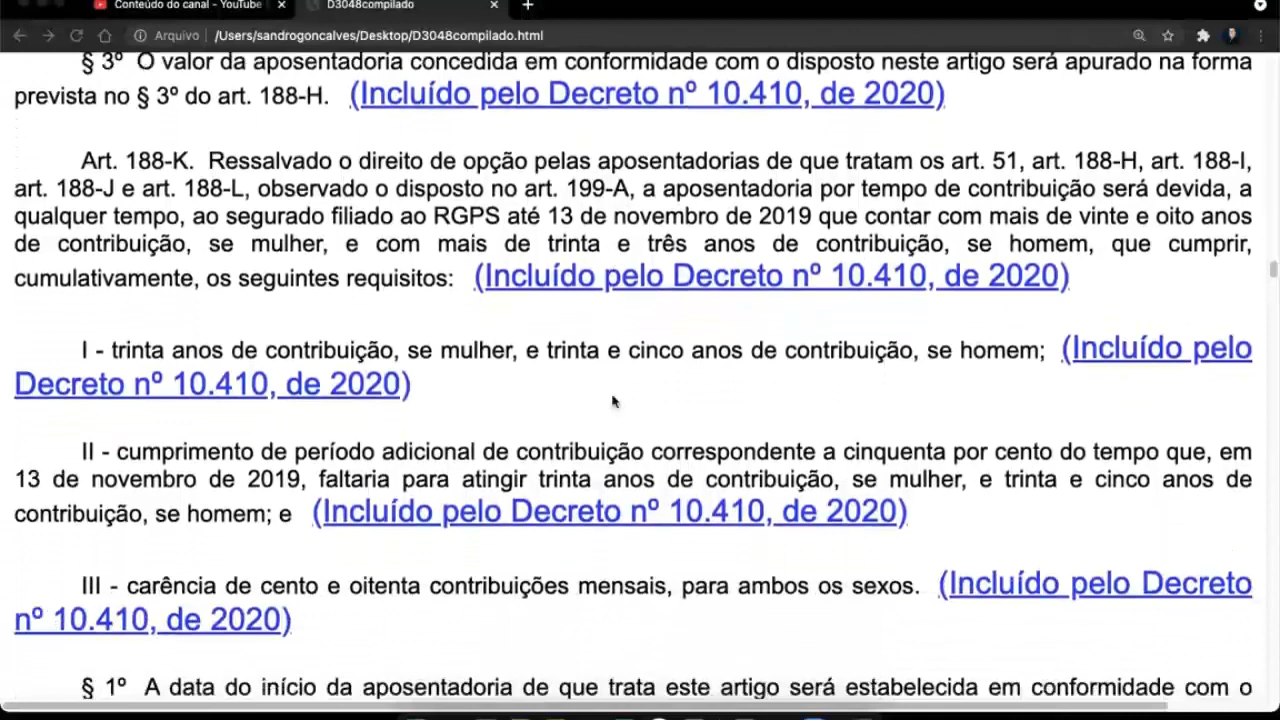 Conteúdo do canal - YouTube
D3048compilado
Arquivo
/Users/sandrogoncalves/Desktop/D3048compilado.html
§ 3º O valor da aposentadoria concedida em conformidade com o disposto neste artigo será apurado na forma
prevista no § 3º do art. 188-H. (Incluído pelo Decreto nº 10.410, de 2020)
Art. 188-K. Ressalvado o direito de opção pelas aposentadorias de que tratam os art. 51, art. 188-H, art. 188-I,
art. 188-J e art. 188-L, observado o disposto no art. 199-A, a aposentadoria por tempo de contribuição será devida, a
qualquer tempo, ao segurado filiado ao RGPS até 13 de novembro de 2019 que contar com mais de vinte e oito anos
de contribuição, se mulher, e com mais de trinta e três anos de contribuição, se homem, que cumprir,
cumulativamente, os seguintes requisitos: (Incluído pelo Decreto nº 10.410, de 2020)
I - trinta anos de contribuição, se mulher, e trinta e cinco anos de contribuição, se homem; (Incluído pelo
Decreto nº 10.410, de 2020)
II - cumprimento de período adicional de contribuição correspondente a cinquenta por cento do tempo que, em
13 de novembro de 2019, faltaria para atingir trinta anos de contribuição, se mulher, e trinta e cinco anos de
contribuição, se homem; e (Incluído pelo Decreto nº 10.410, de 2020)
III - carência de cento e oitenta contribuições mensais, para ambos os sexos. (Incluído pelo Decreto
nº 10.410, de 2020)
§ 1º A data do início da aposentadoria de que trata este artigo será estabelecida em conformidade com o